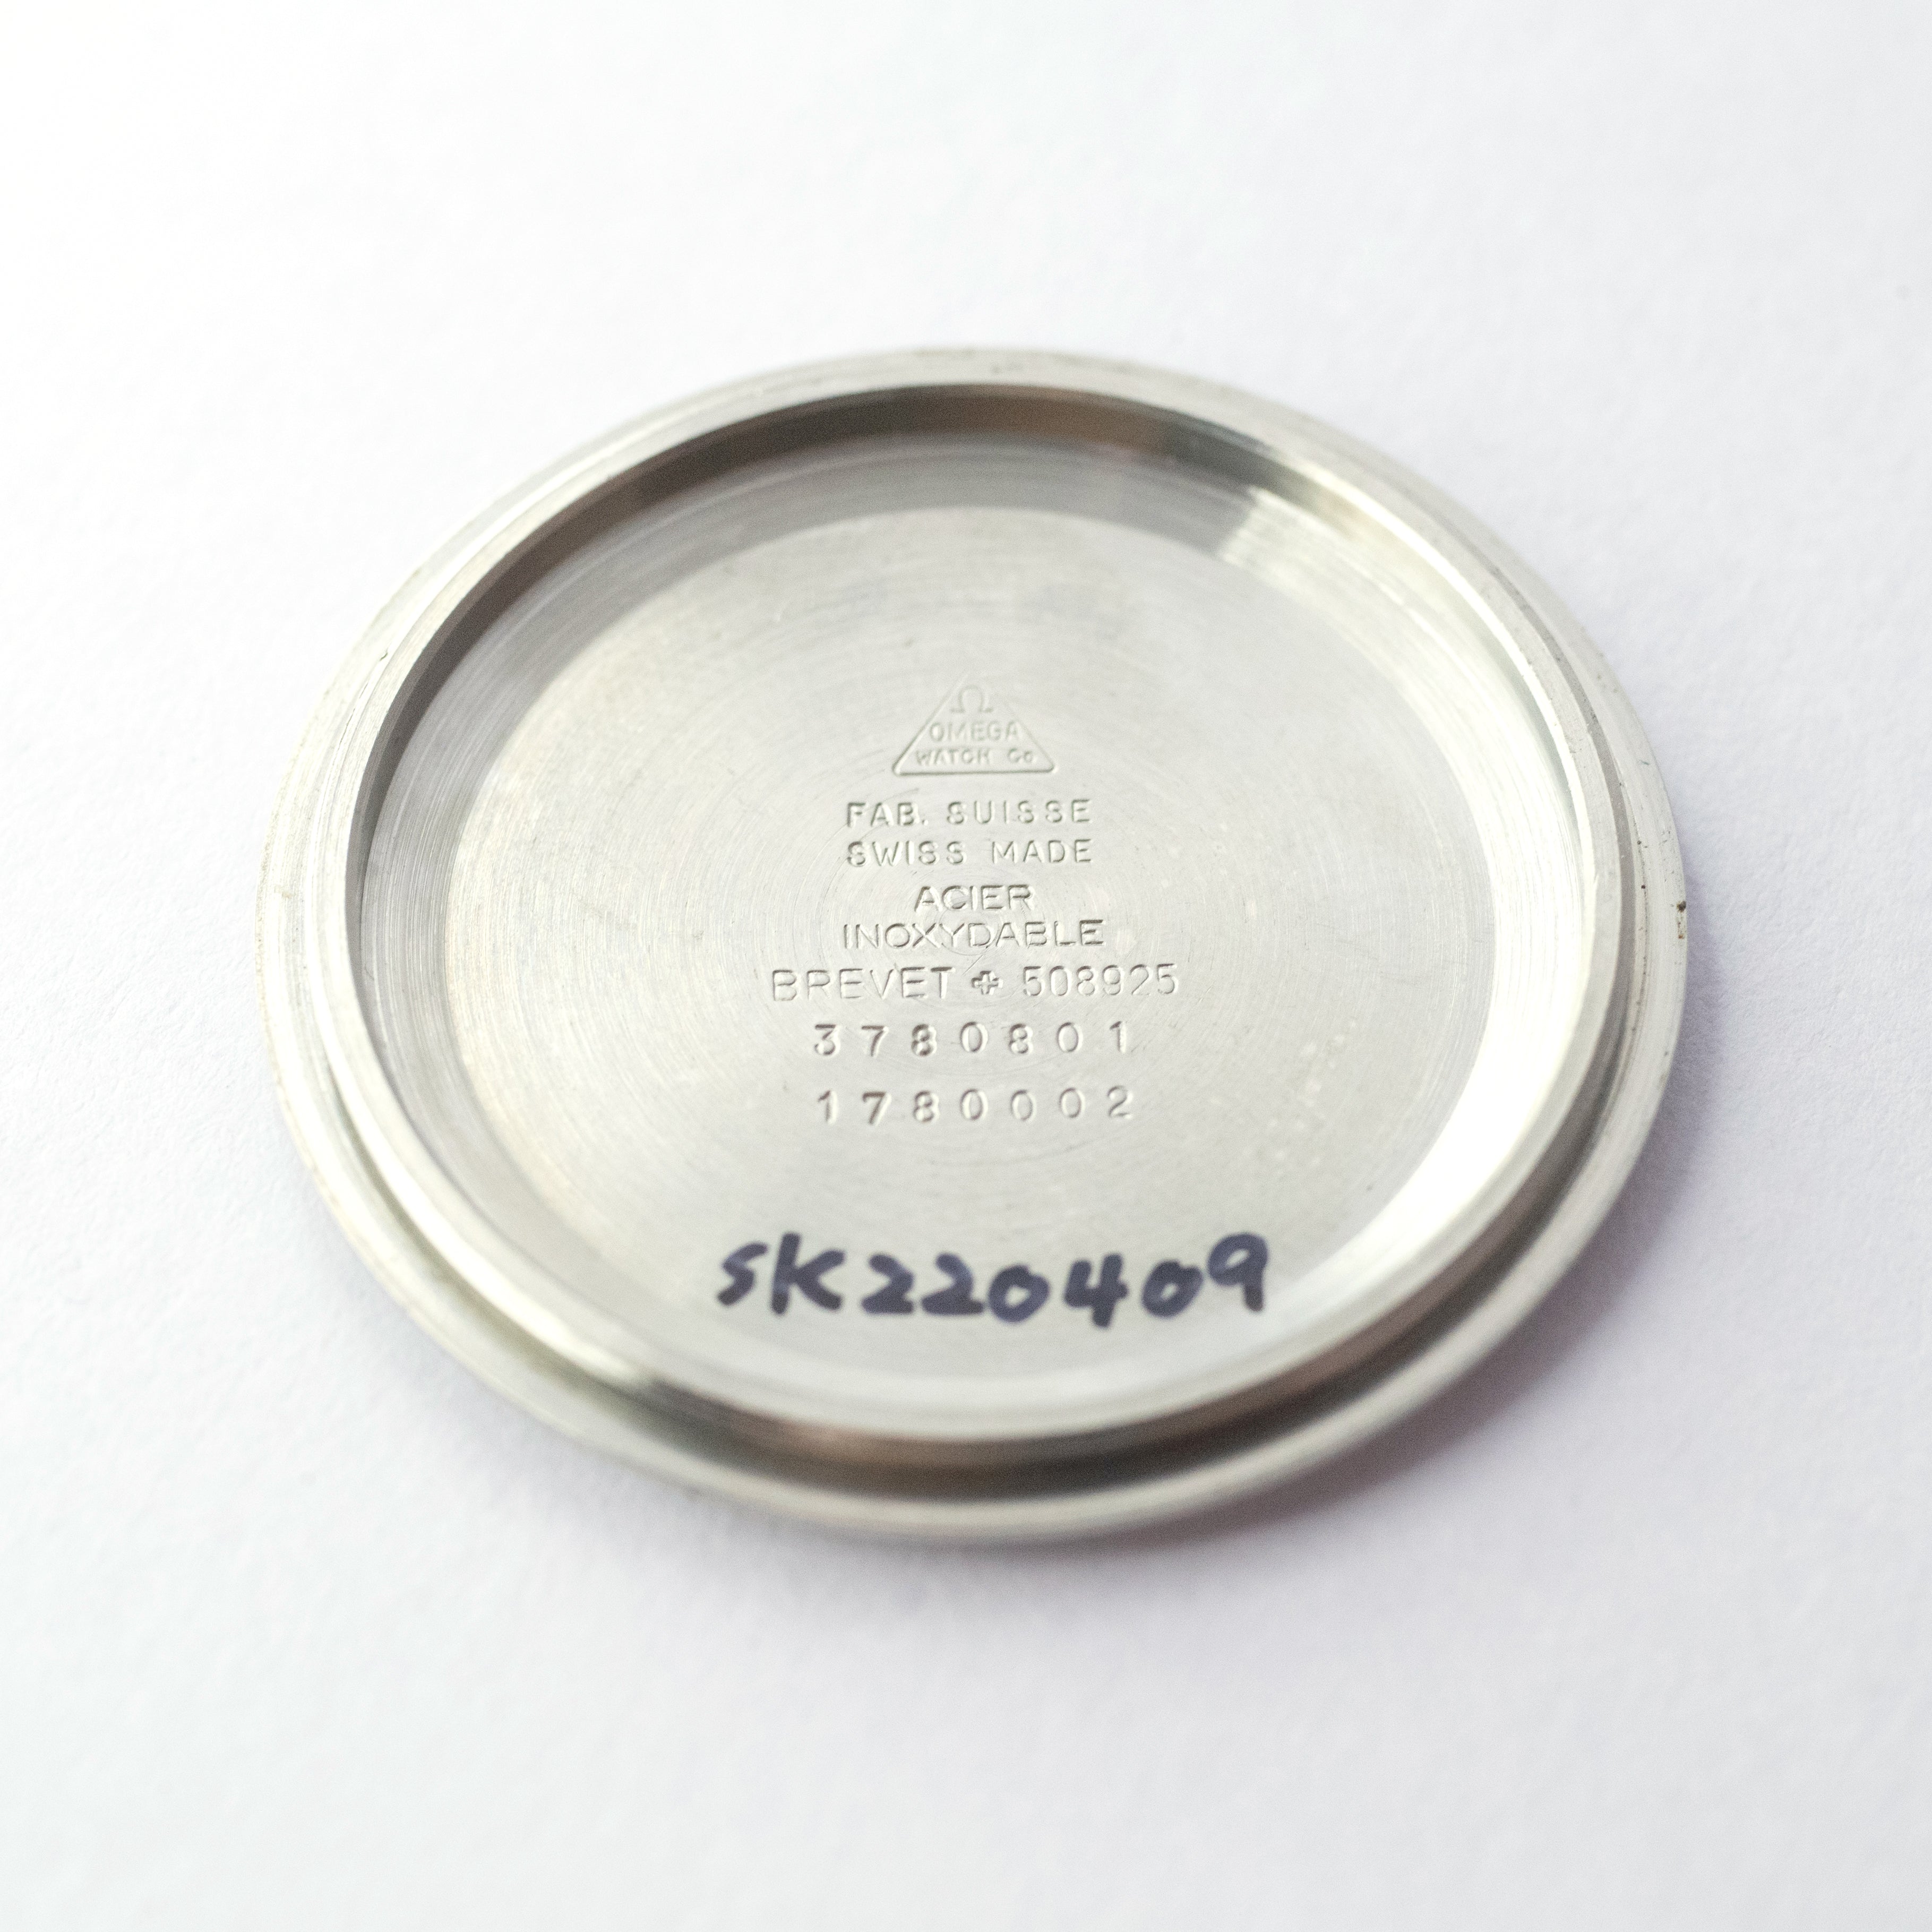 Ω
OMEGA
WATCH Co
FAB. SUISSE
SWISS MADE
ACIER
INOXYDABLE
BREVET ✚ 508925
3780801
1780002
SK220409